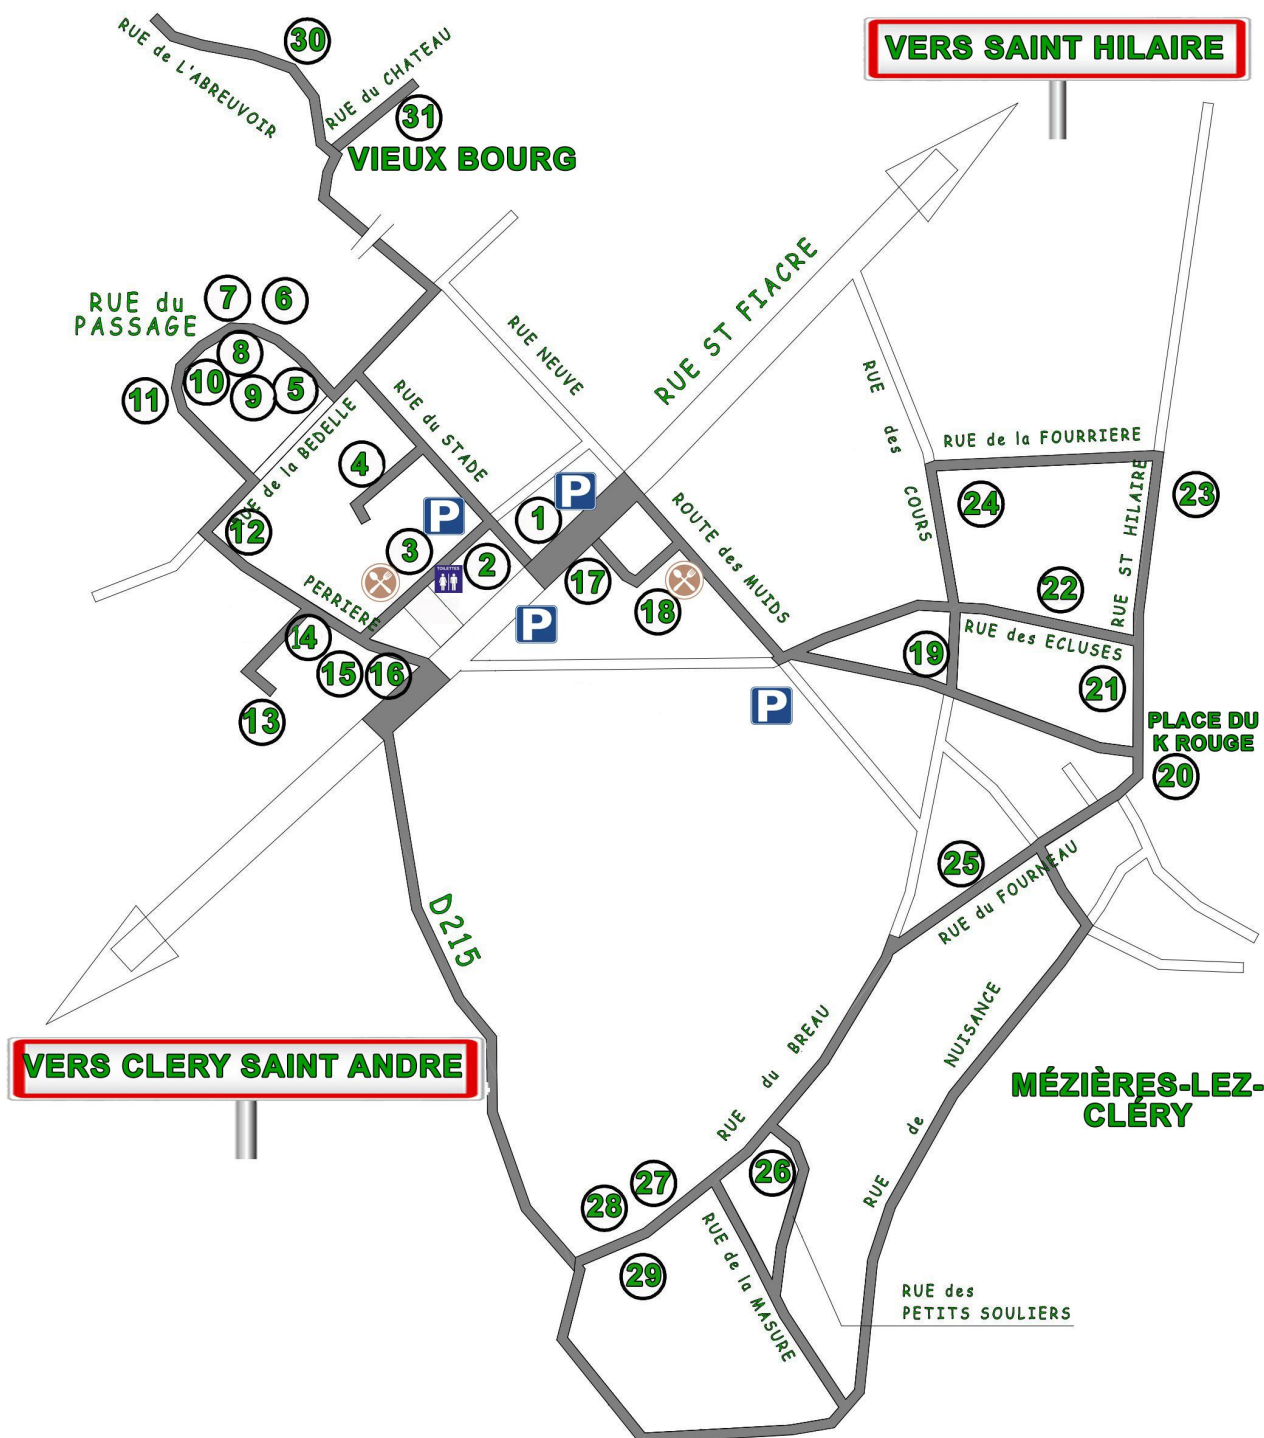 RUE de L'ABREUVOIR
30
RUE du CHATEAU
31
VIEUX BOURG
VERS SAINT HILAIRE
RUE du
PASSAGE
7
6
8
10
9
5
11
RUE NEUVE
RUE ST FIACRE
RUE du STADE
RUE de la BEDELLE
4
12
P
P
1
3
2
TOILETTES
PERRIERE
17
18
P
ROUTE des MUIDS
RUE des COURS
RUE de la FOURRIERE
24
23
RUE ST HILAIRE
22
RUE des ECLUSES
19
21
14
15
16
13
P
PLACE DU
K ROUGE
20
25
RUE du FOURNEAU
D215
VERS CLERY SAINT ANDRE
RUE du BREAU
RUE de NUISANCE
MÉZIÈRES-LEZ-
CLÉRY
26
27
28
29
RUE de la MASURE
RUE des
PETITS SOULIERS